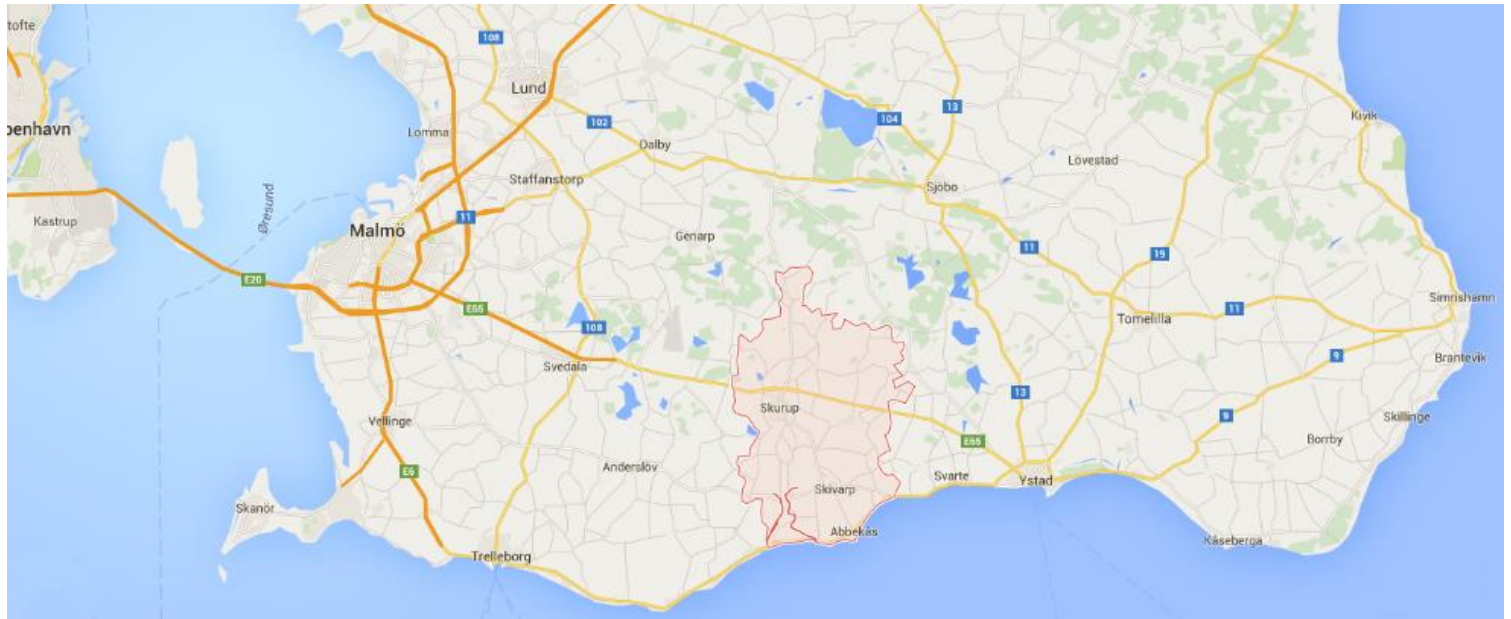 tofte
108
Lund
13
Kivik
104
102
benhavn
Lomma
Dalby
Lövestad
Staffanstorp
Sjöbo
Øresund
11
Kastrup
Malmö
Genarp
11
19
E20
Simrishamn
E65
11
Tomelilla
108
Svedala
9
Brantevik
13
Skurup
9
Skillinge
Vellinge
E65
Borrby
Anderslöv
E6
Svarte
Ystad
Skivarp
Skanör
Abbekås
Kåseberga
Trelleborg